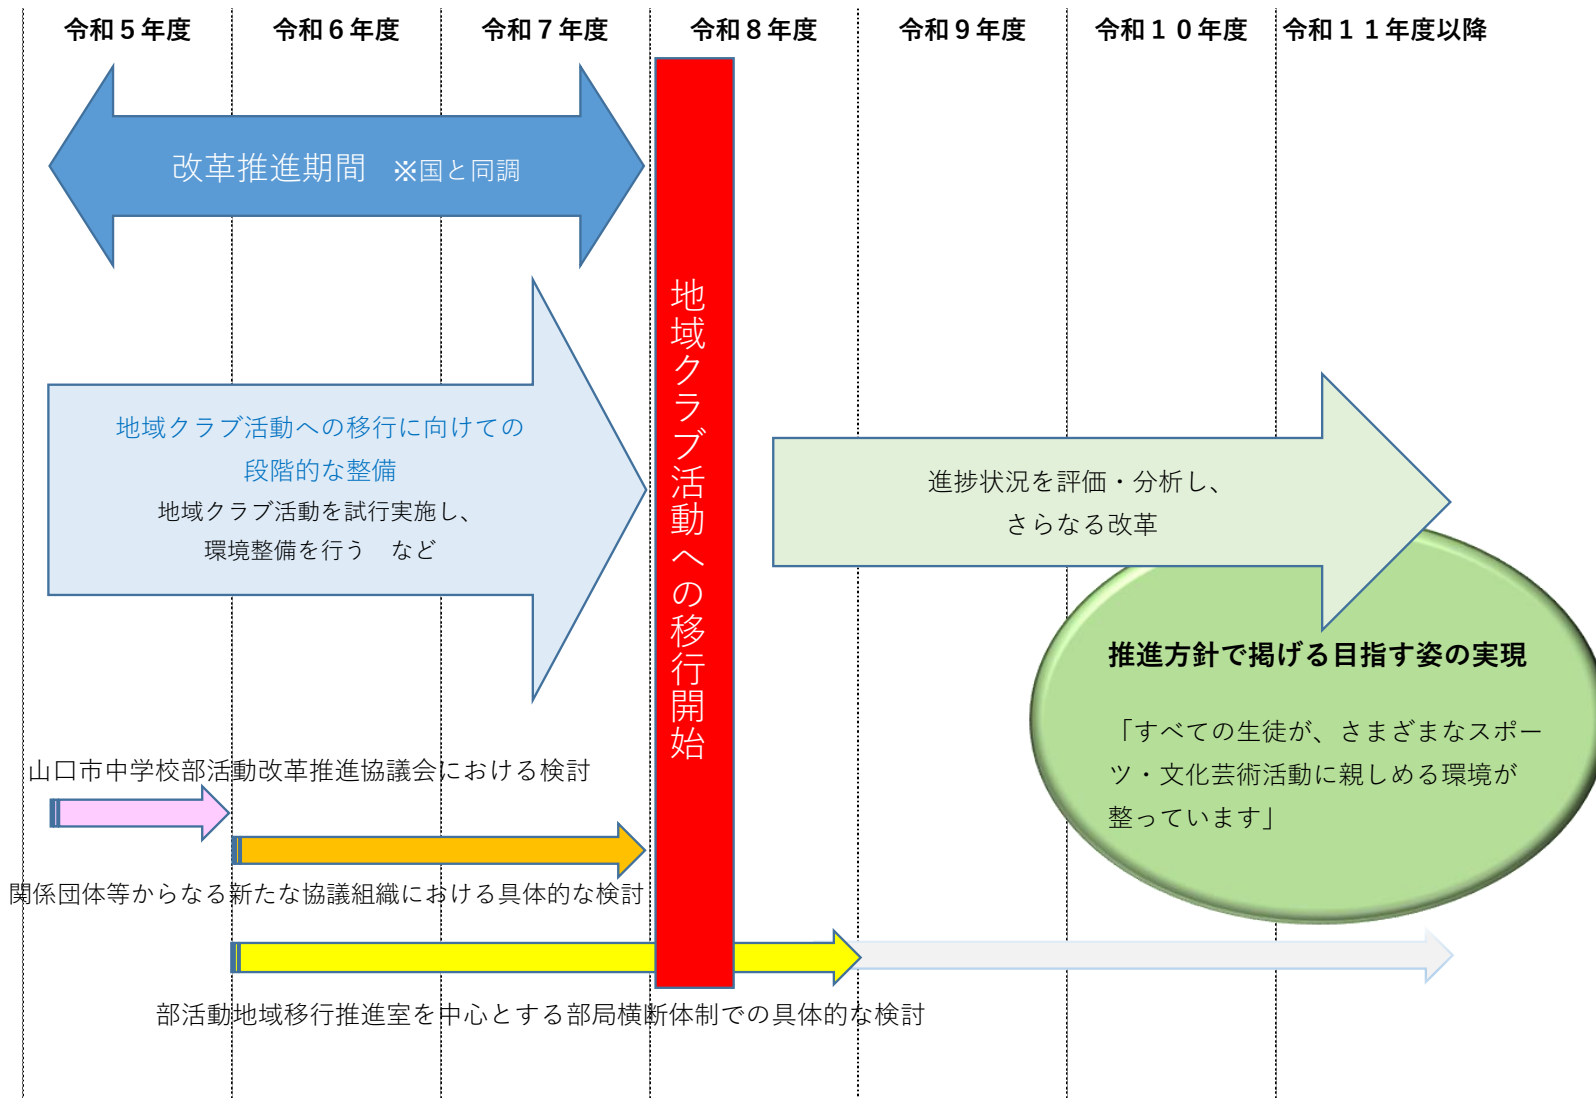 令和５年度 令和６年度 令和７年度 令和８年度 令和９年度 令和１０年度 令和１１年度以降
改革推進期間　※国と同調
地域クラブ活動への移行に向けての
段階的な整備
地域クラブ活動を試行実施し、
環境整備を行う　など
地域クラブ活動への移行開始
進捗状況を評価・分析し、
さらなる改革
推進方針で掲げる目指す姿の実現
「すべての生徒が、さまざまなスポー
ツ・文化芸術活動に親しめる環境が
整っています」
山口市中学校部活動改革推進協議会における検討
関係団体等からなる新たな協議組織における具体的な検討
部活動地域移行推進室を中心とする部局横断体制での具体的な検討